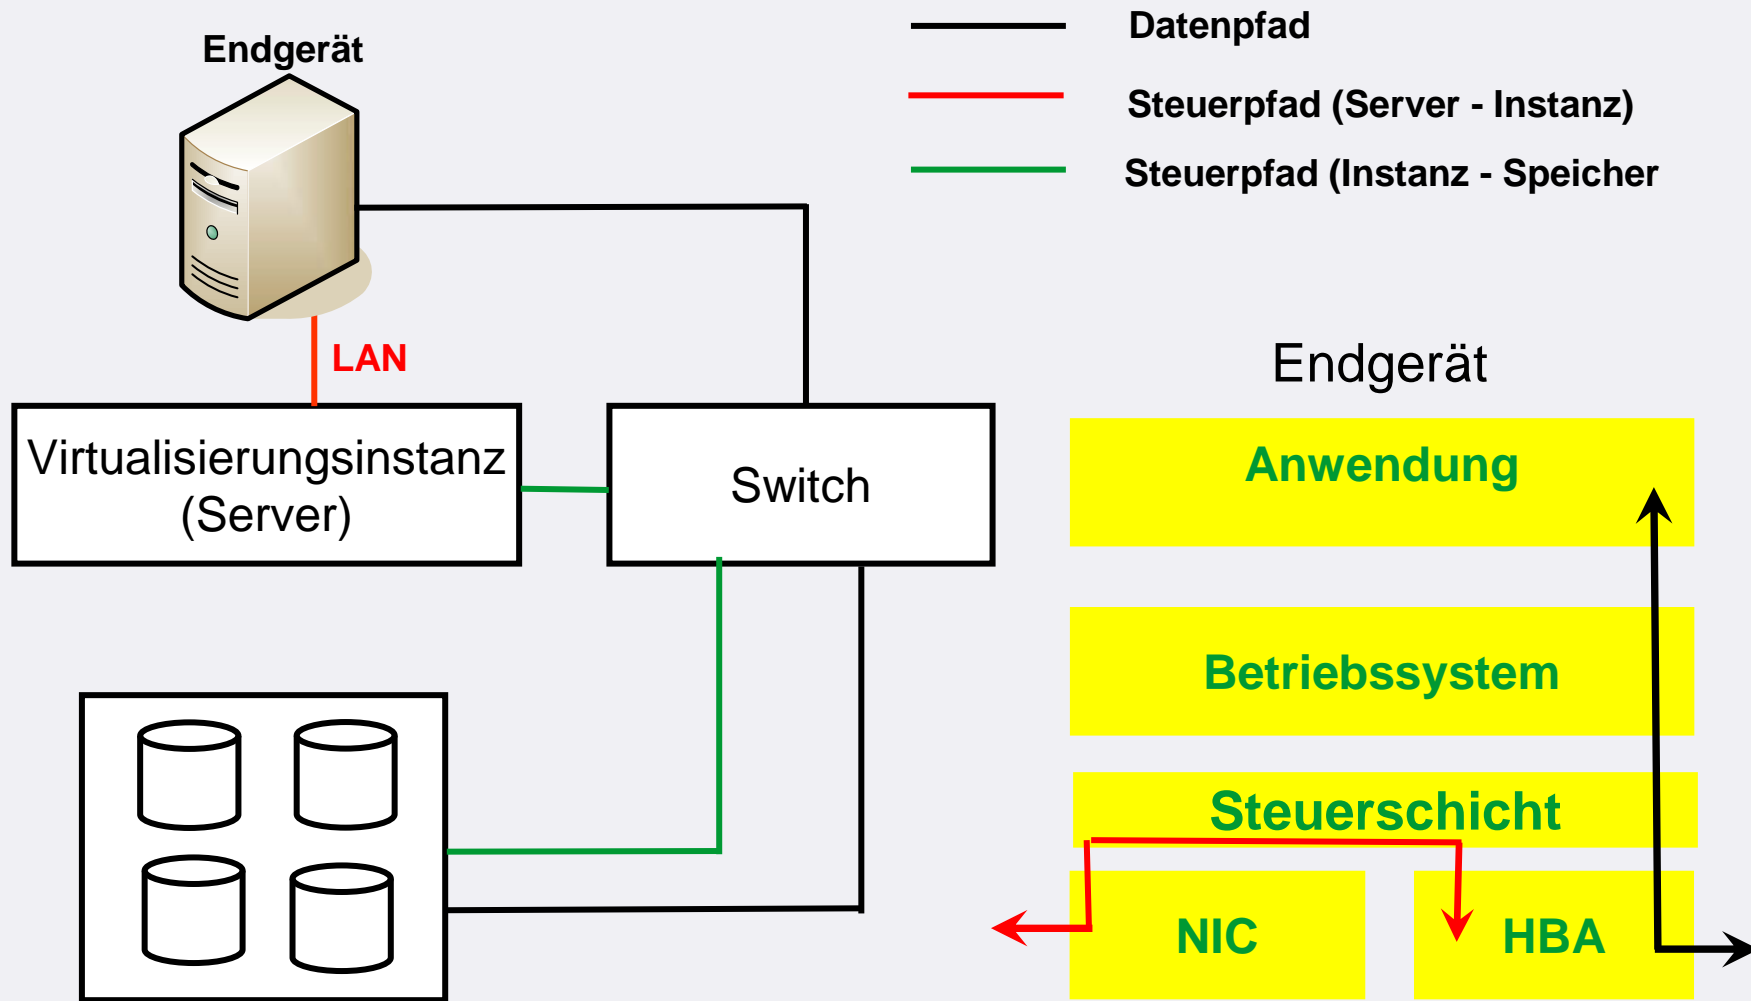 Endgerät
Datenpfad
Steuerpfad (Server - Instanz)
Steuerpfad (Instanz - Speicher
LAN
Virtualisierungsinstanz
(Server)
Switch
Endgerät
Anwendung
Betriebssystem
Steuerschicht
NIC
HBA